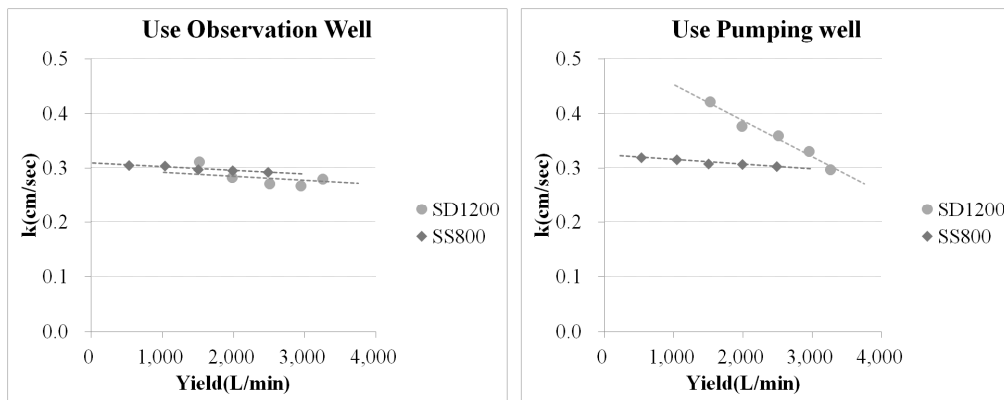 Use Observation Well
0.5
0.4
0.3
0.2
0.1
0.0
k(cm/sec)
0
1,000
2,000
3,000
4,000
Yield(L/min)
SD1200
SS800
Use Pumping well
0.5
0.4
0.3
0.2
0.1
0.0
k(cm/sec)
0
1,000
2,000
3,000
4,000
Yield(L/min)
SD1200
SS800